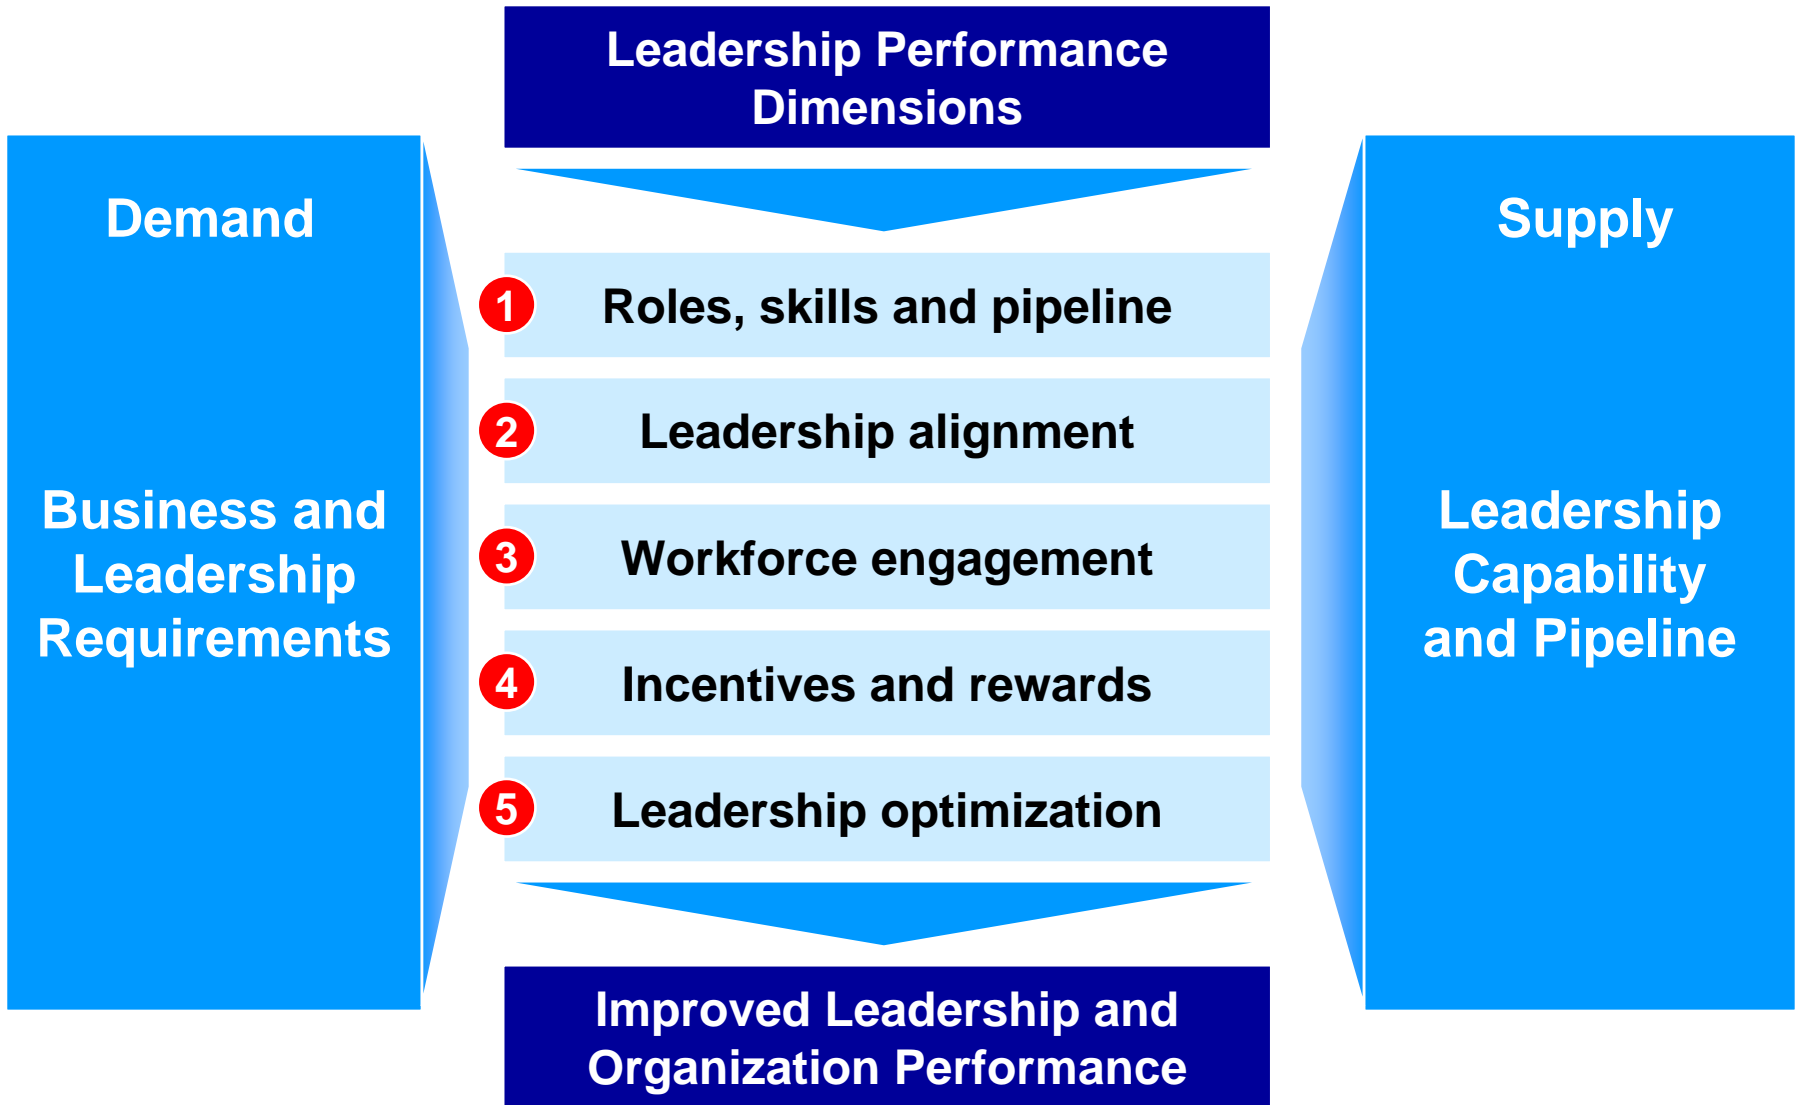 Leadership Performance
Dimensions
Demand
Business and
Leadership
Requirements
1 Roles, skills and pipeline
2 Leadership alignment
3 Workforce engagement
4 Incentives and rewards
5 Leadership optimization
Supply
Leadership
Capability
and Pipeline
Improved Leadership and
Organization Performance